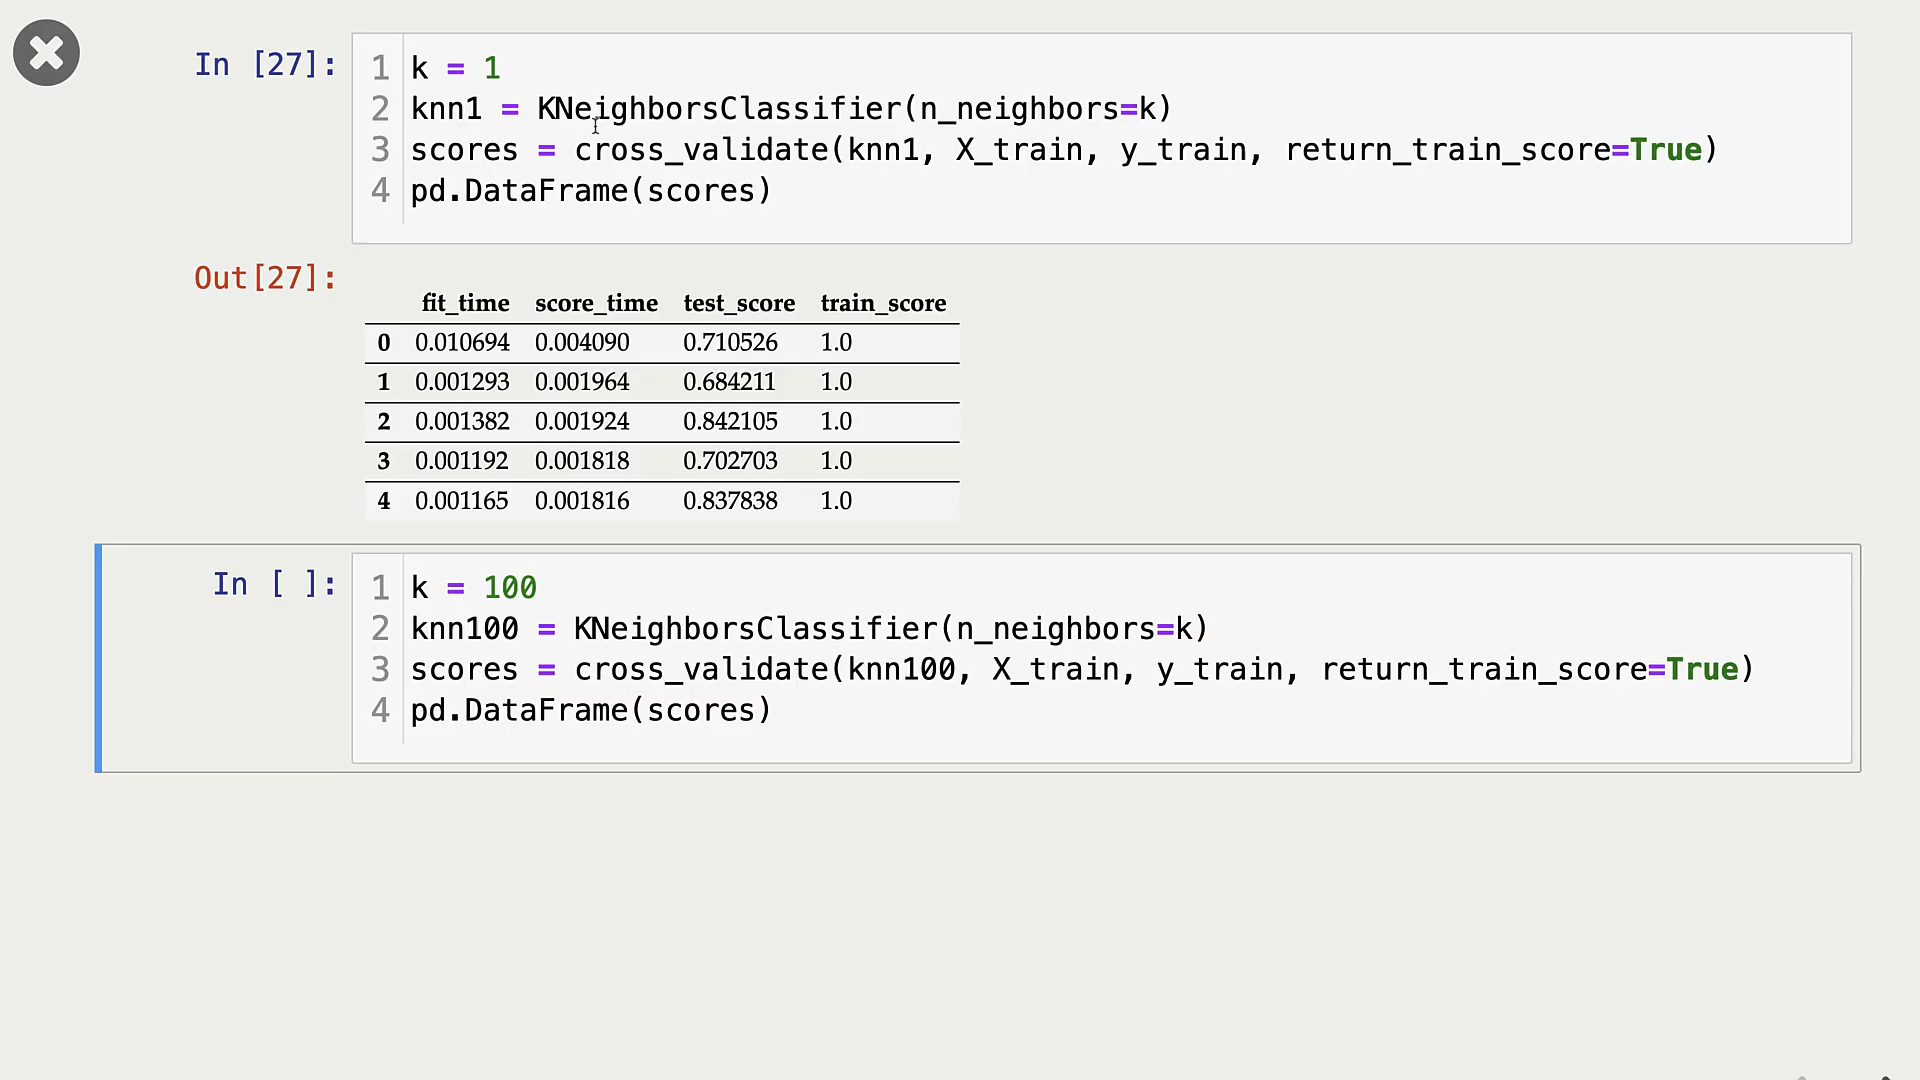 In [27]:
1 k = 1
2 knn1 = KNeighborsClassifier(n_neighbors=k)
3 scores = cross_validate(knn1, X_train, y_train, return_train_score=True)
4 pd.DataFrame(scores)
Out[27]:
fit_time score_time test_score train_score
0 0.010694 0.004090 0.710526 1.0
1 0.001293 0.001964 0.684211 1.0
2 0.001382 0.001924 0.842105 1.0
3 0.001192 0.001818 0.702703 1.0
4 0.001165 0.001816 0.837838 1.0
In [ ]:
1 k = 100
2 knn100 = KNeighborsClassifier(n_neighbors=k)
3 scores = cross_validate(knn100, X_train, y_train, return_train_score=True)
4 pd.DataFrame(scores)